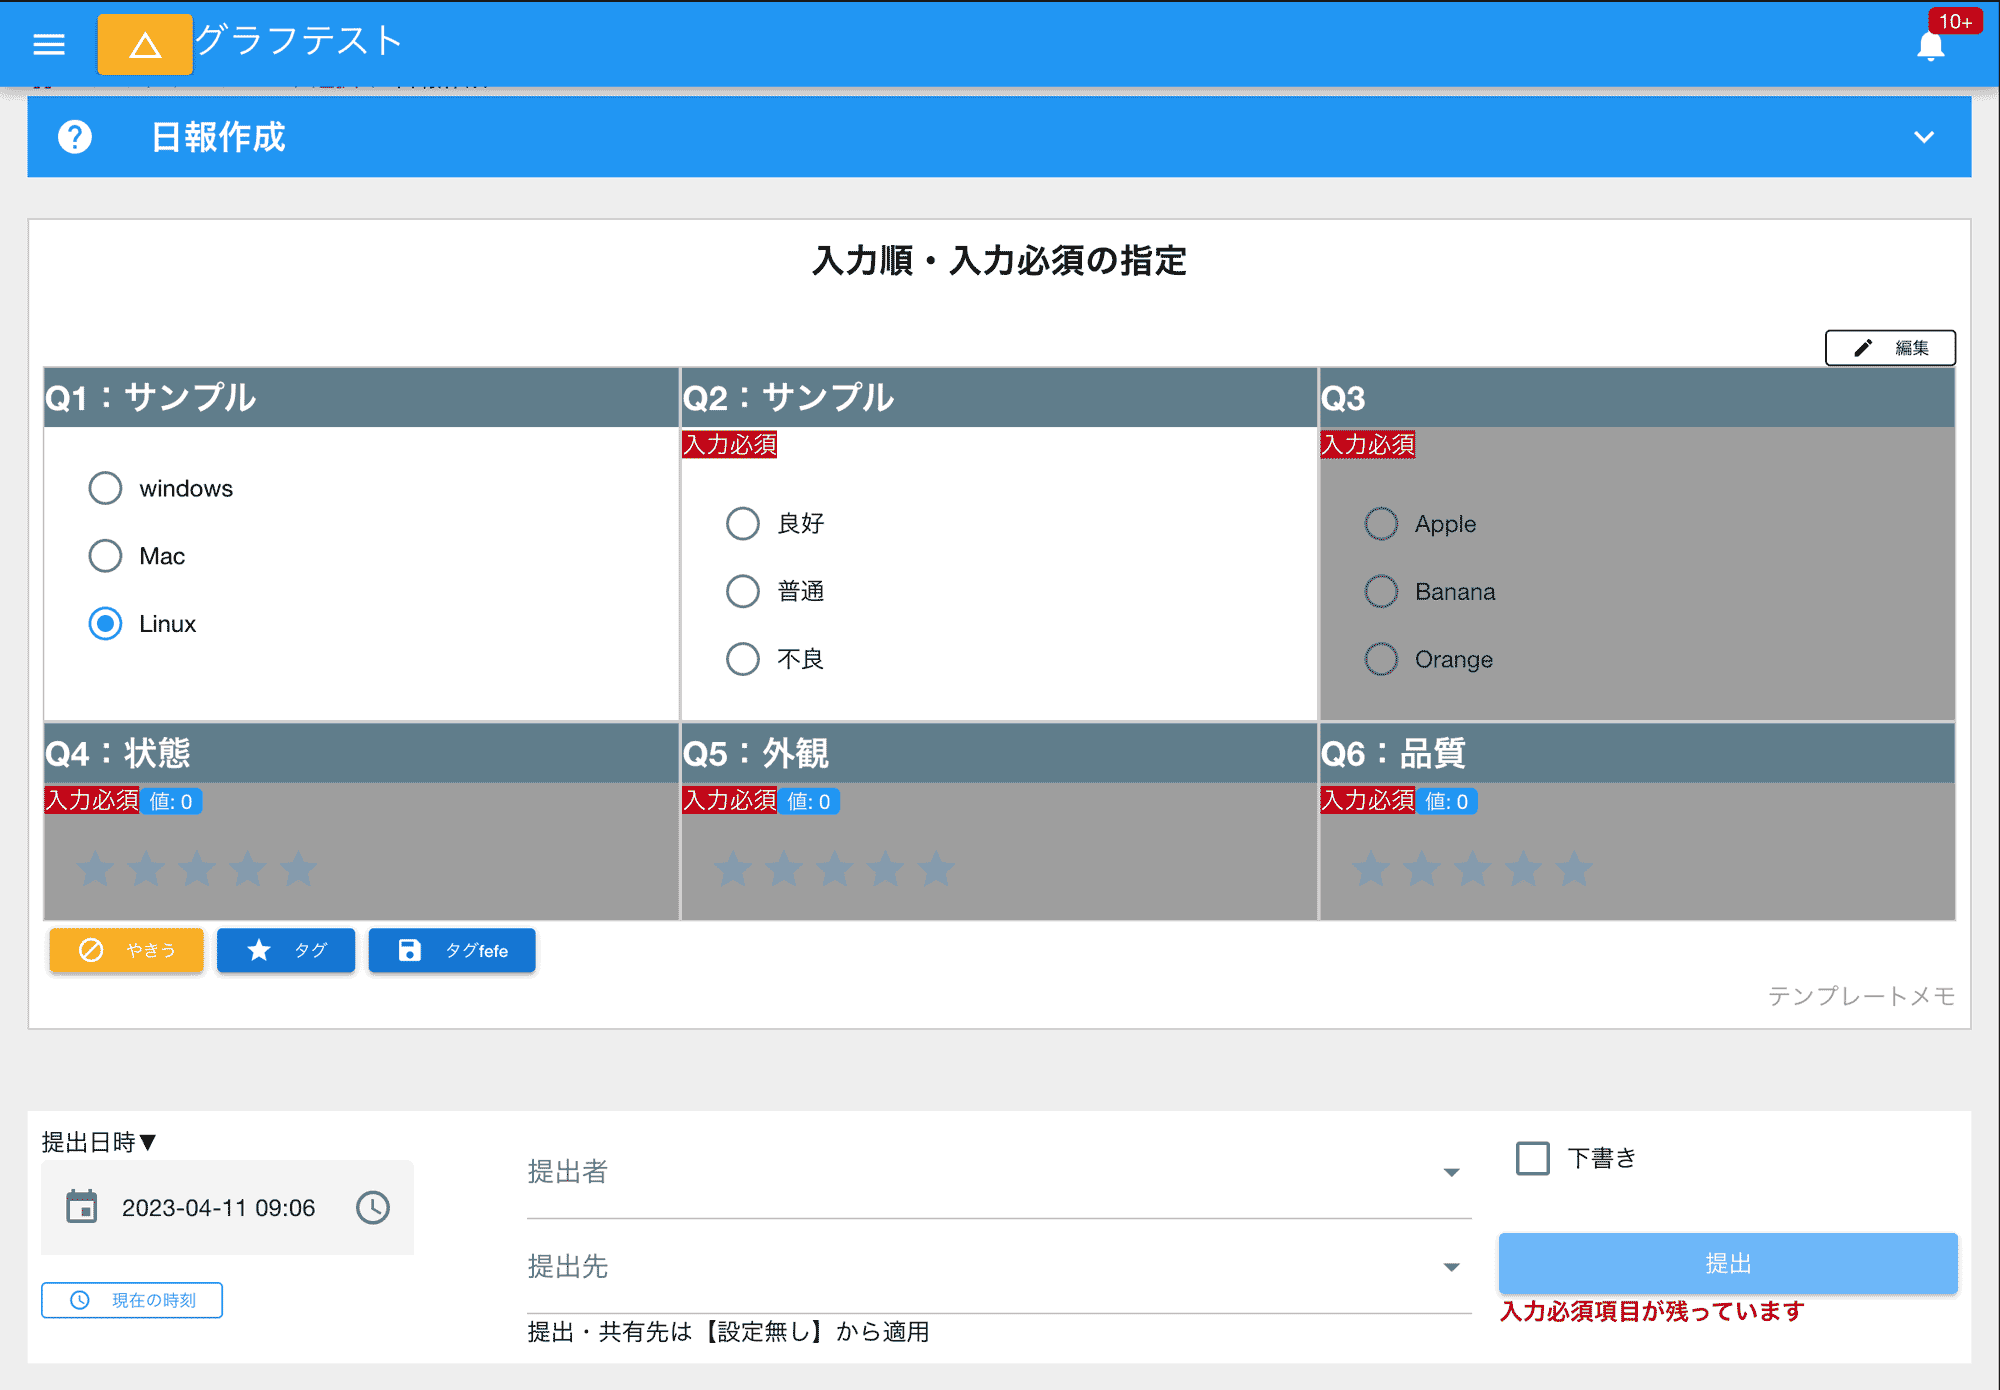 グラフテスト
10+
日報作成
入力順・入力必須の指定
編集
Q1：サンプル
windows
Mac
Linux
Q2：サンプル
入力必須
良好
普通
不良
Q3
入力必須
Apple
Banana
Orange
Q4：状態
入力必須 値: 0
Q5：外観
入力必須 値: 0
Q6：品質
入力必須 値: 0
やきう
タグ
タグfefe
テンプレートメモ
提出日時▼
2023-04-11 09:06
現在の時刻
提出者
提出先
提出・共有先は【設定無し】から適用
下書き
提出
入力必須項目が残っています